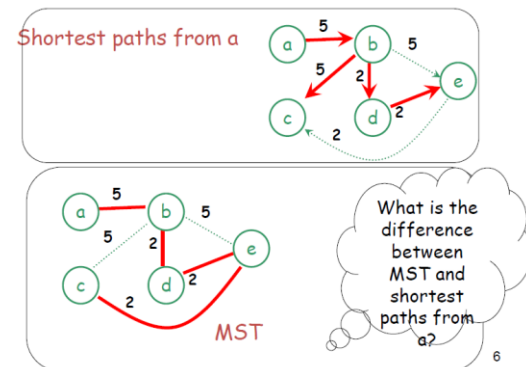 Shortest paths from a
a
5
b
5
5
2
e
c
d
2
2
a
5
b
5
5
2
e
c
d
2
2
MST
What is the
difference
between
MST and
shortest
paths from
a?
6